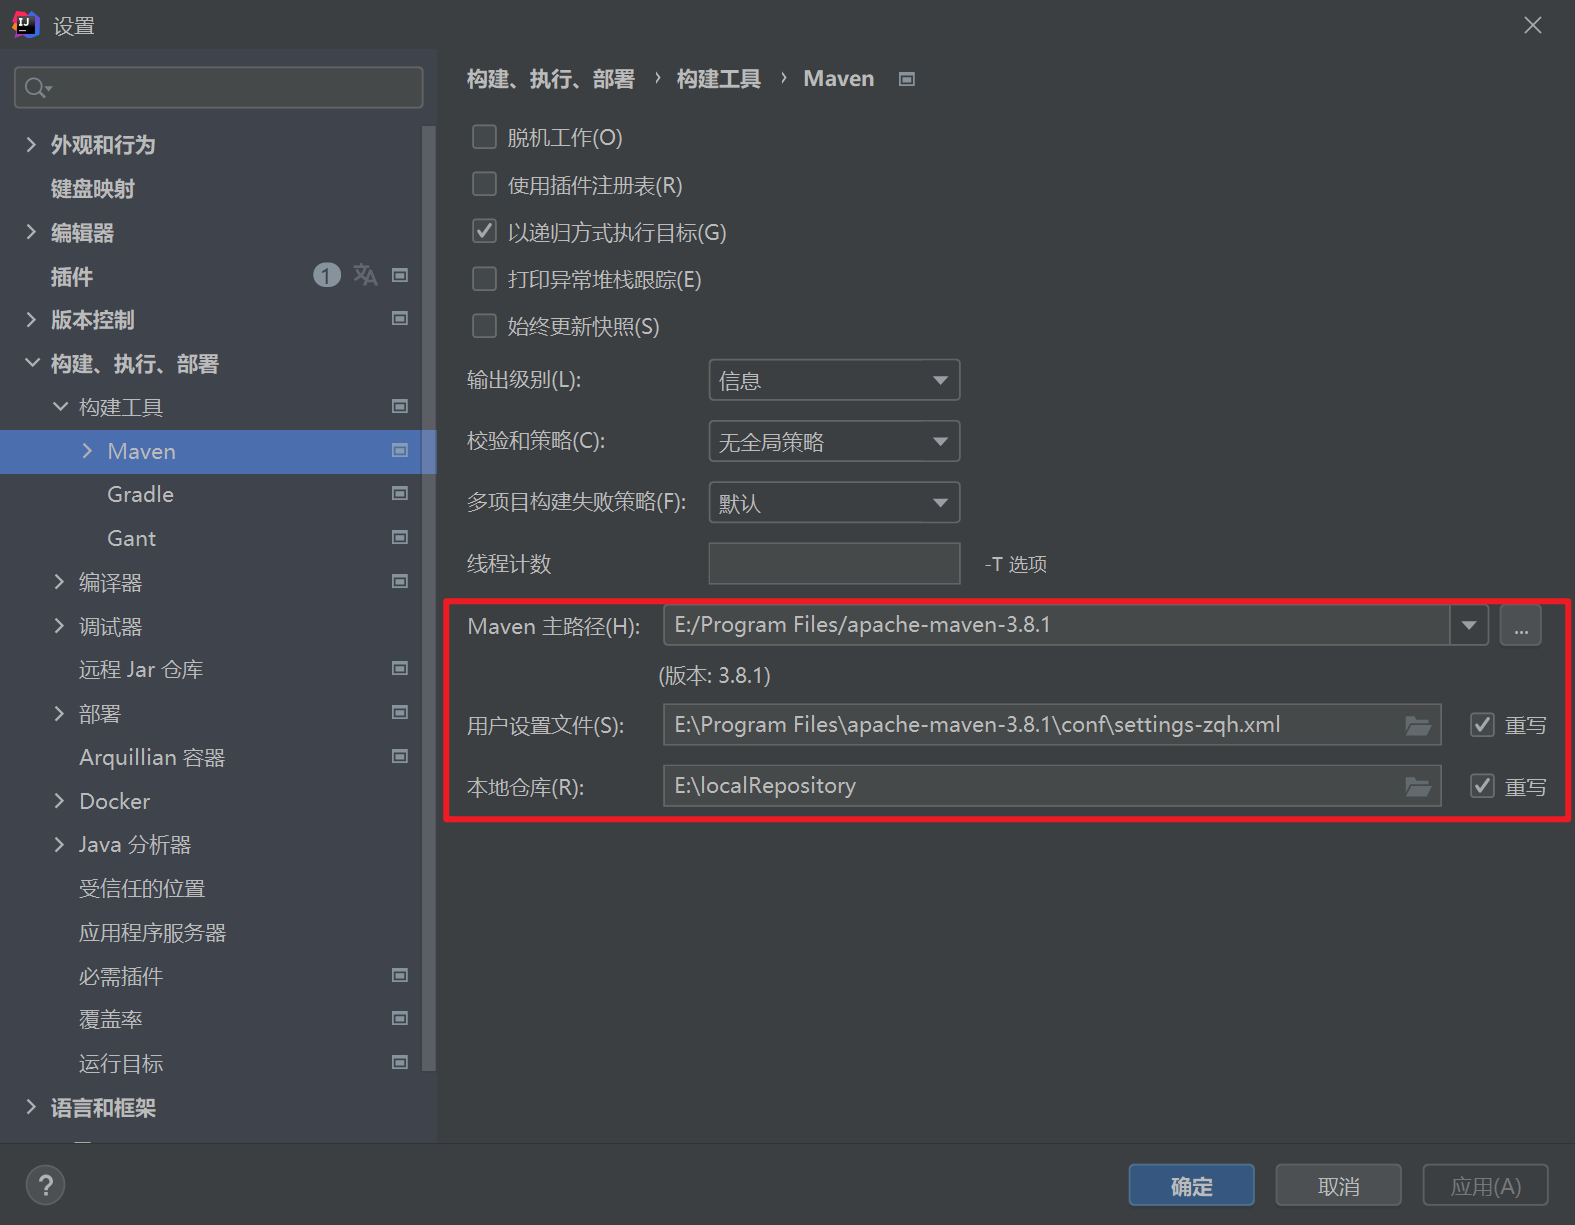 设置
外观和行为
键盘映射
编辑器
插件 1
版本控制
构建、执行、部署
构建工具
Maven
Gradle
Gant
编译器
调试器
远程 Jar 仓库
部署
Arquillian 容器
Docker
Java 分析器
受信任的位置
应用程序服务器
必需插件
覆盖率
运行目标
语言和框架
构建、执行、部署 › 构建工具 › Maven
脱机工作(O)
使用插件注册表(R)
以递归方式执行目标(G)
打印异常堆栈跟踪(E)
始终更新快照(S)
输出级别(L): 信息
校验和策略(C): 无全局策略
多项目构建失败策略(F): 默认
线程计数 -T 选项
Maven 主路径(H): E:/Program Files/apache-maven-3.8.1 ...
(版本: 3.8.1)
用户设置文件(S): E:\Program Files\apache-maven-3.8.1\conf\settings-zqh.xml 重写
本地仓库(R): E:\localRepository 重写
? 确定 取消 应用(A)